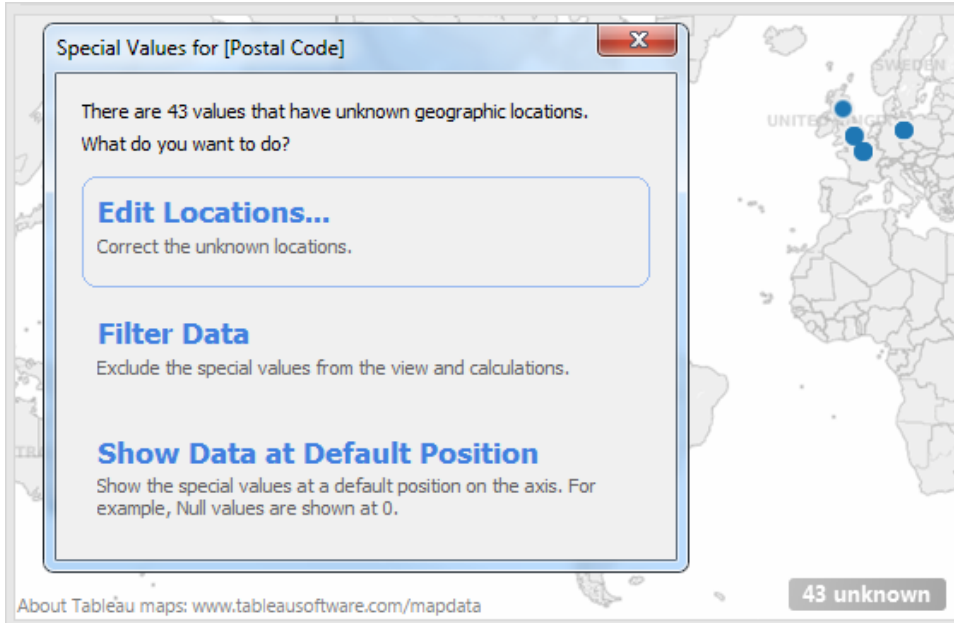 Special Values for [Postal Code]
There are 43 values that have unknown geographic locations.
What do you want to do?
Edit Locations...
Correct the unknown locations.
Filter Data
Exclude the special values from the view and calculations.
Show Data at Default Position
Show the special values at a default position on the axis. For
example, Null values are shown at 0.
SWEDEN
About Tableau maps: www.tableausoftware.com/mapdata
43 unknown